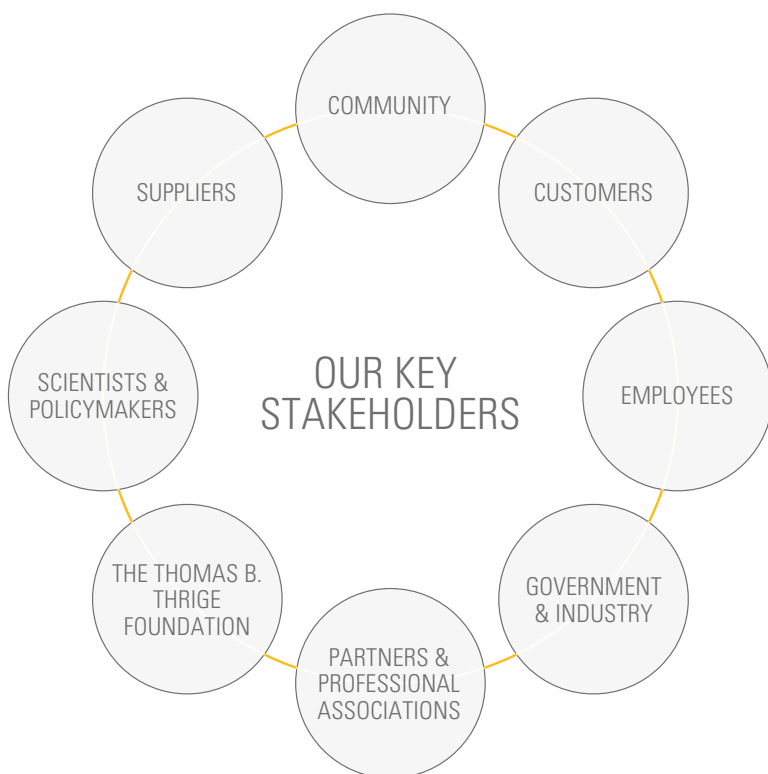 OUR KEY
STAKEHOLDERS
COMMUNITY
CUSTOMERS
EMPLOYEES
GOVERNMENT
& INDUSTRY
PARTNERS &
PROFESSIONAL
ASSOCIATIONS
THE THOMAS B.
THRIGE
FOUNDATION
SCIENTISTS &
POLICYMAKERS
SUPPLIERS